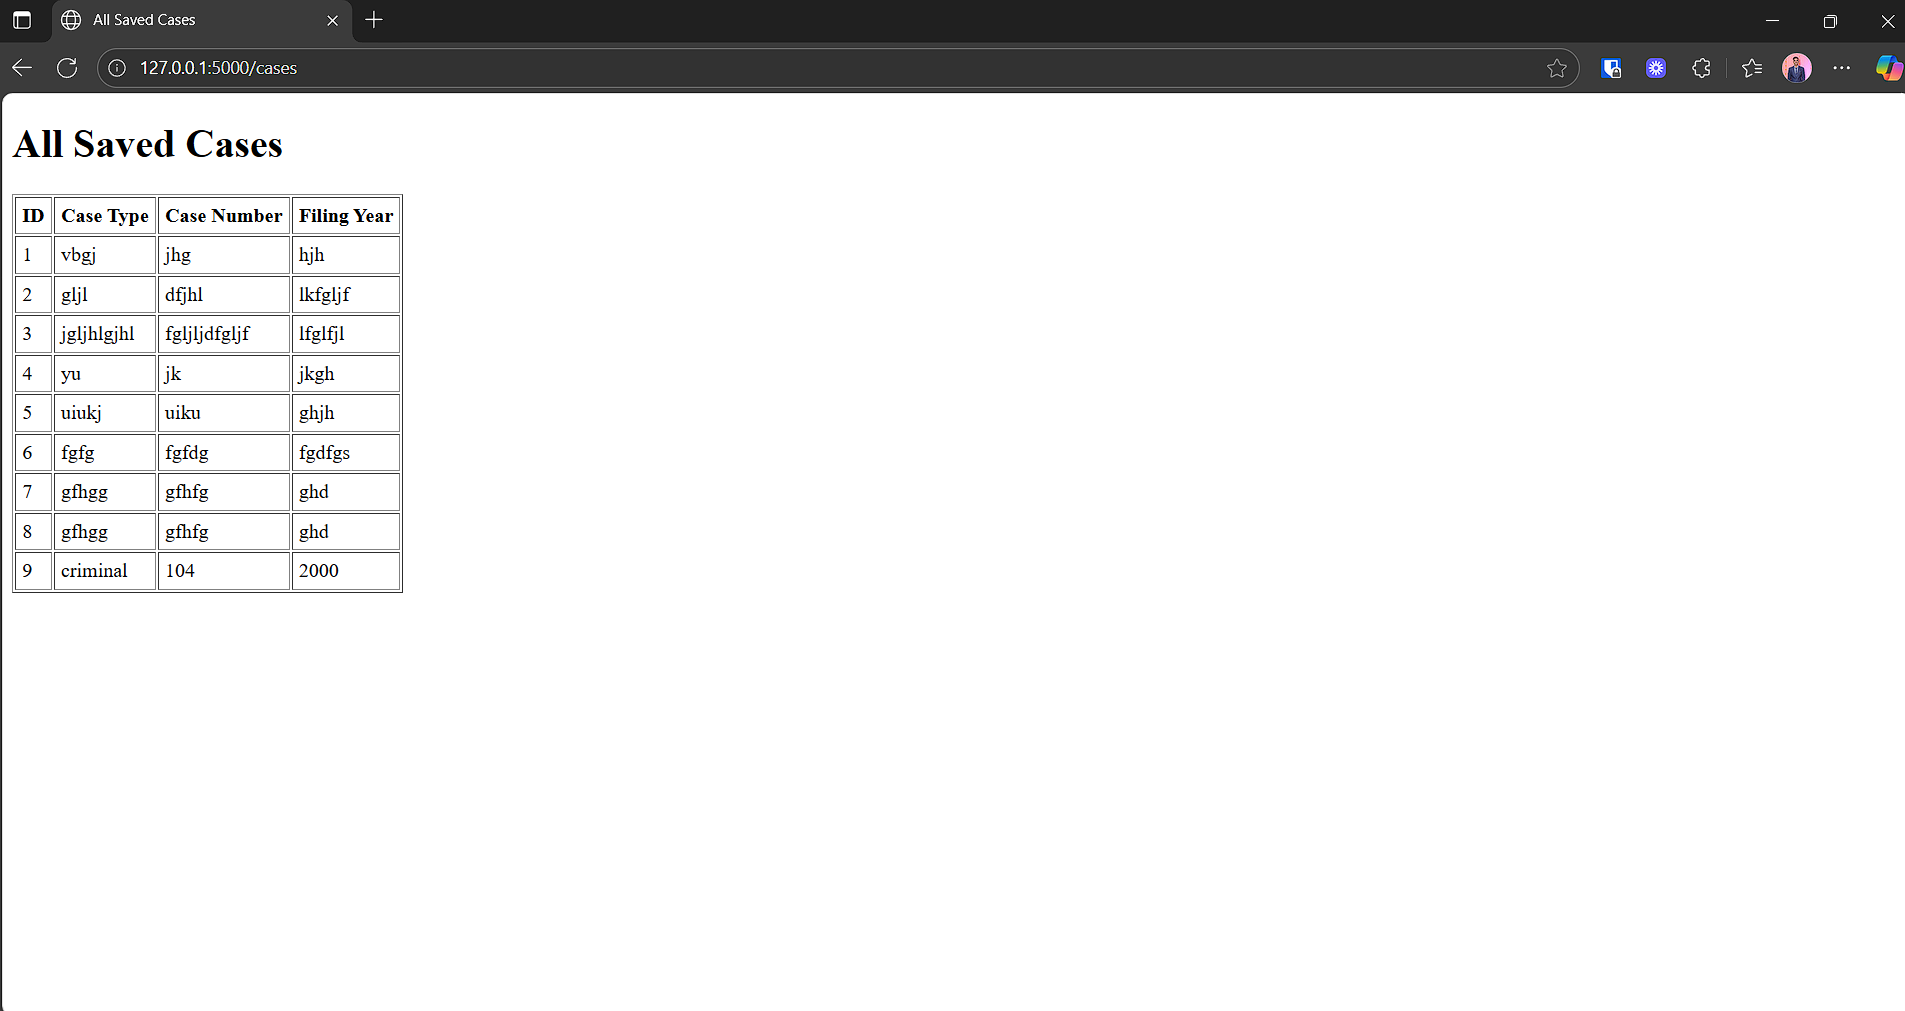 All Saved Cases
127.0.0.1:5000/cases
All Saved Cases
ID Case Type Case Number Filing Year
1 vbgj jhg hjh
2 gljl dfjhl lkfgljf
3 jgljhlgjhl fgljljdfgljf lfglfjl
4 yu jk jkgh
5 uiukj uiku ghjh
6 fgfg fgfdg fgdfgs
7 gfhgg gfhfg ghd
8 gfhgg gfhfg ghd
9 criminal 104 2000